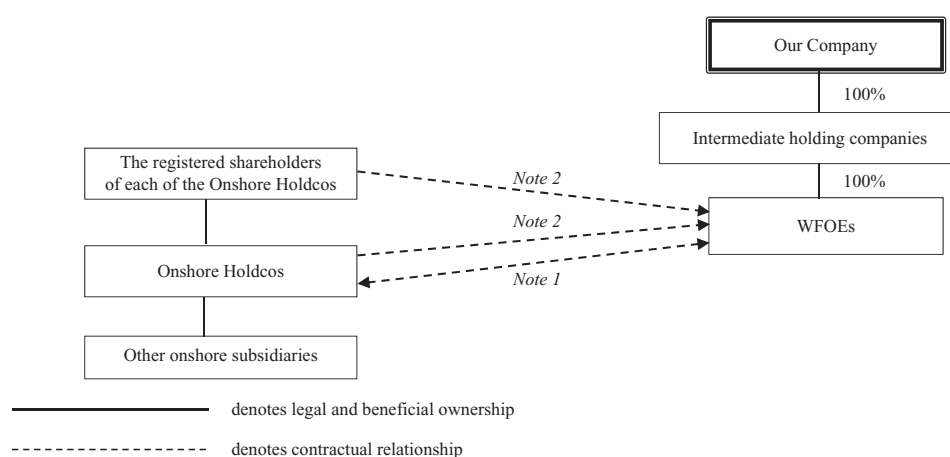 Our Company
100%
Intermediate holding companies
100%
WFOEs
The registered shareholders
of each of the Onshore Holdcos
Note 2
Note 2
Onshore Holdcos
Note 1
Other onshore subsidiaries
denotes legal and beneficial ownership
denotes contractual relationship